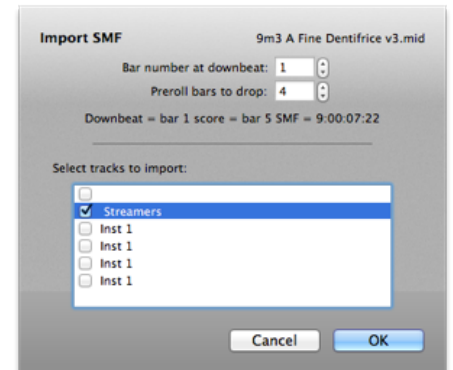 Import SMF 9m3 A Fine Dentifrice v3.mid
Bar number at downbeat: 1
Preroll bars to drop: 4
Downbeat = bar 1 score = bar 5 SMF = 9:00:07:22
Select tracks to import:
Streamers
Inst 1
Inst 1
Inst 1
Inst 1
Cancel OK